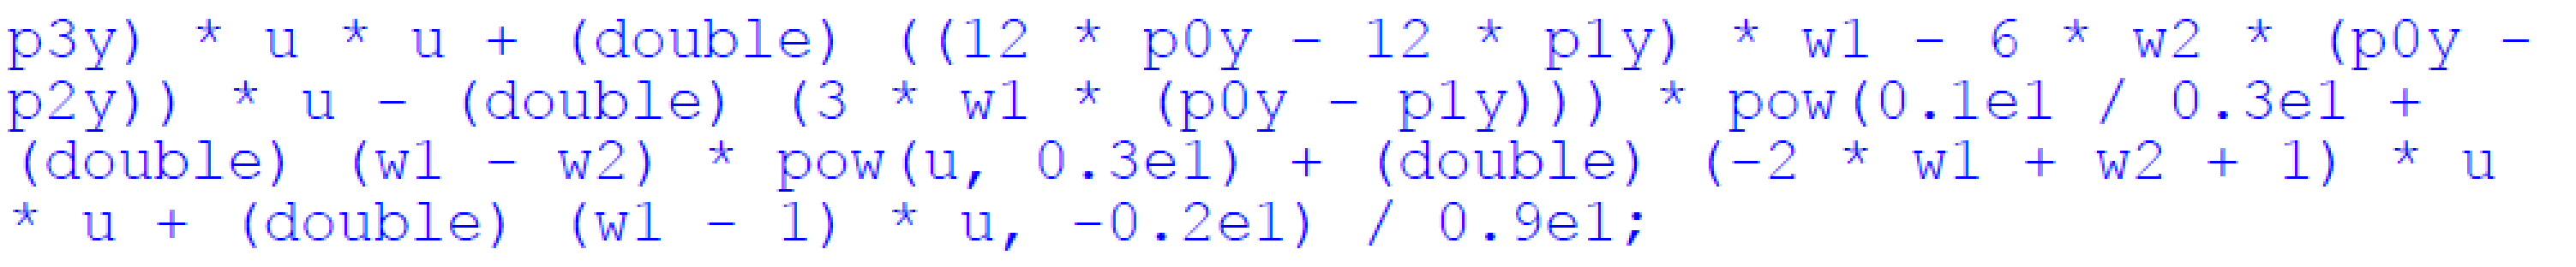 p3y) * u * u + (double) ((12 * p0y - 12 * p1y) * w1 - 6 * w2 * (p0y -
p2y)) * u - (double) (3 * w1 * (p0y - p1y))) * pow(0.1e1 / 0.3e1 +
(double) (w1 - w2) * pow(u, 0.3e1) + (double) (-2 * w1 + w2 + 1) * u
* u + (double) (w1 - 1) * u, -0.2e1) / 0.9e1;